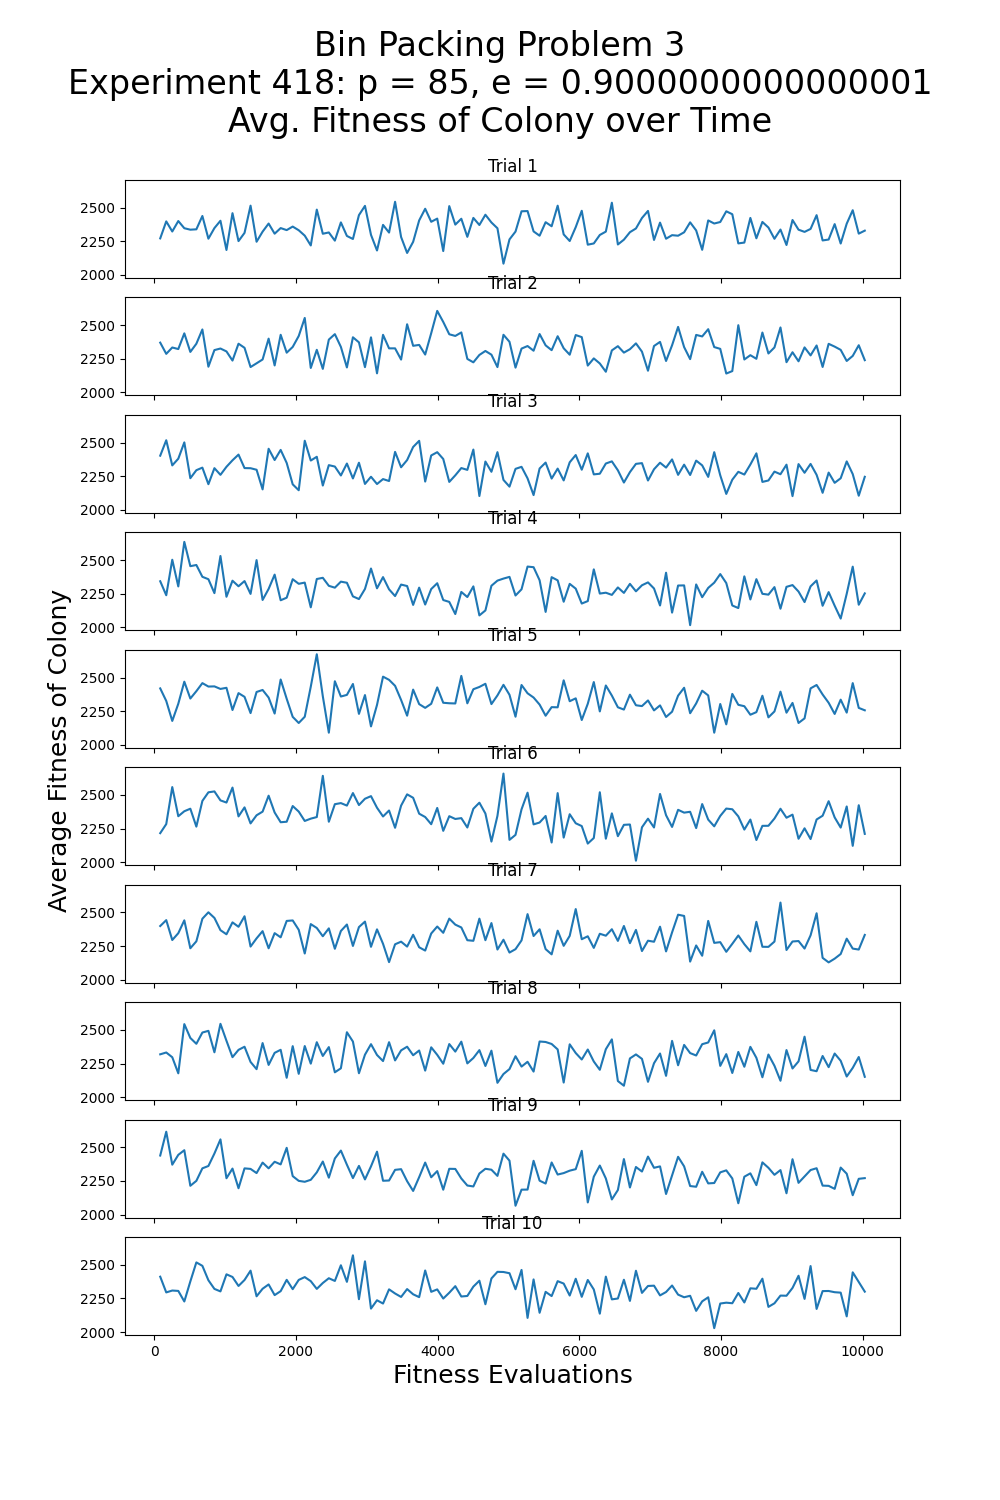 Bin Packing Problem 3
Experiment 418: p = 85, e = 0.9000000000000001
Avg. Fitness of Colony over Time
Trial 1
2500
2250
2000
Trial 2
2500
2250
2000
Trial 3
2500
2250
2000
Trial 4
2500
2250
2000
Trial 5
2500
2250
2000
Trial 6
2500
2250
2000
Trial 7
2500
2250
2000
Trial 8
2500
2250
2000
Trial 9
2500
2250
2000
Trial 10
2500
2250
2000
0 2000 4000 6000 8000 10000
Fitness Evaluations
Average Fitness of Colony